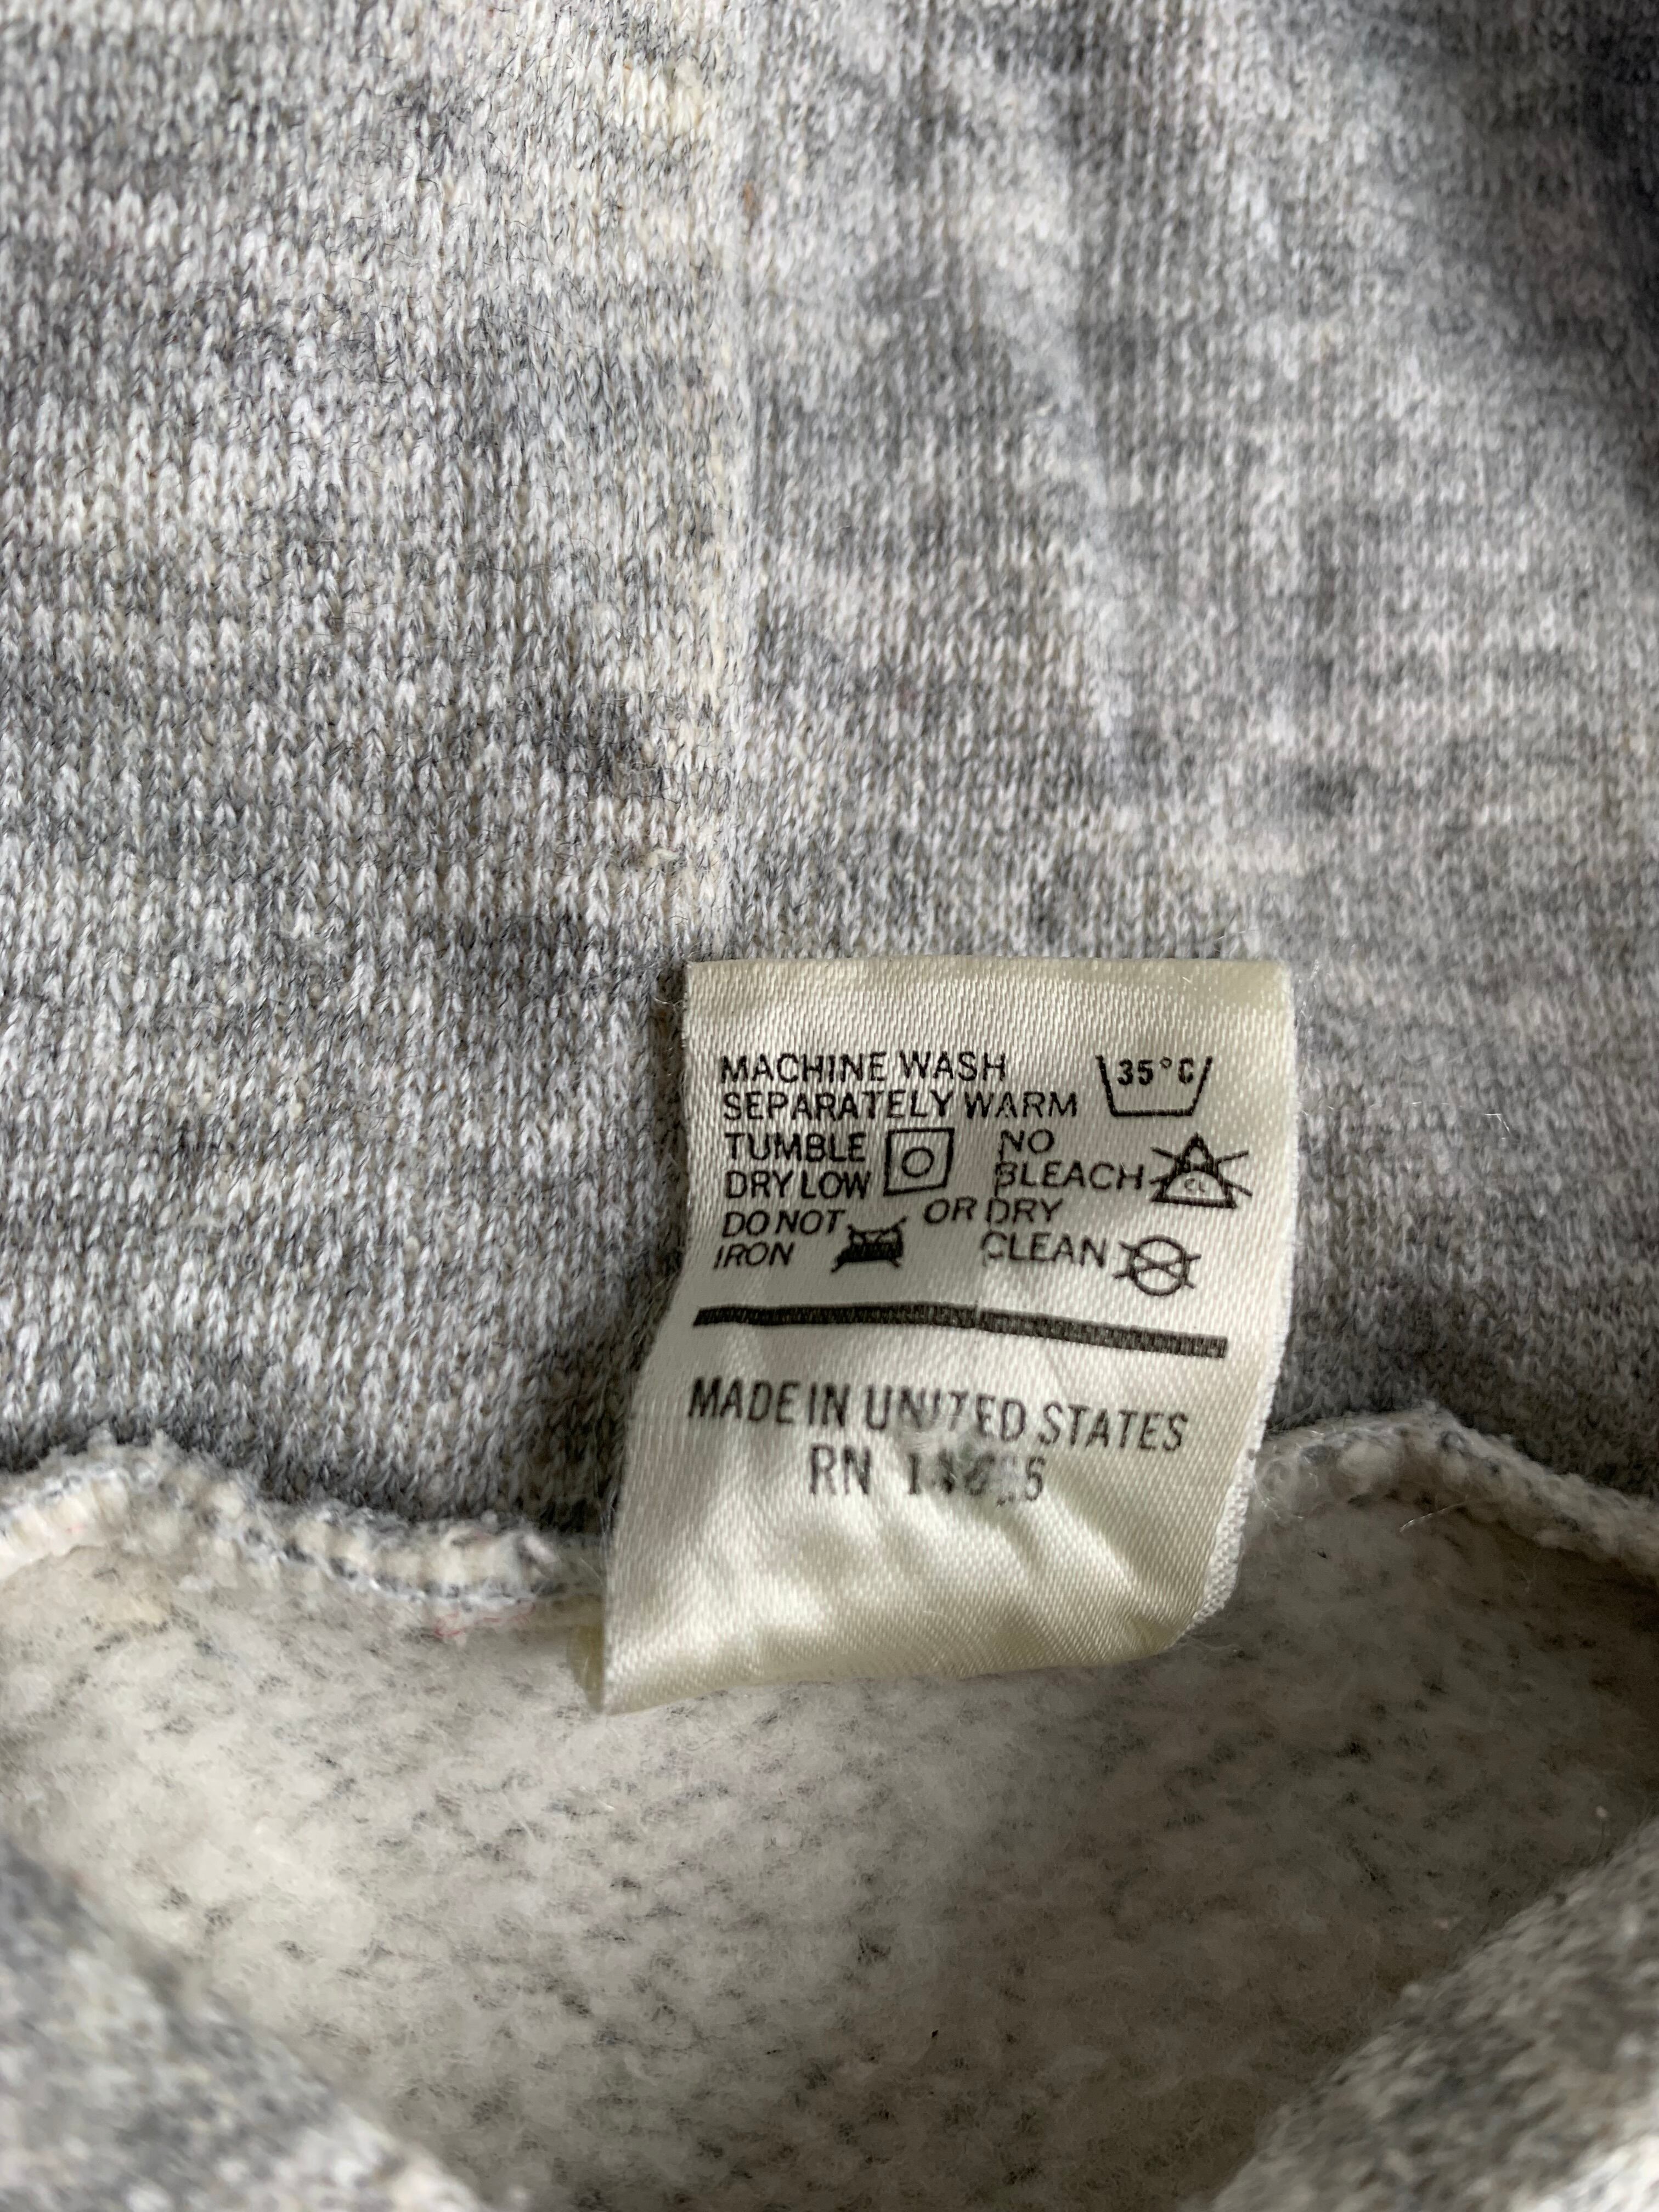 MACHINE WASH
SEPARATELY WARM
35°C
TUMBLE
DRY LOW
NO
BLEACH
CL
DO NOT
IRON
OR DRY
CLEAN
MADE IN UNITED STATES
RN